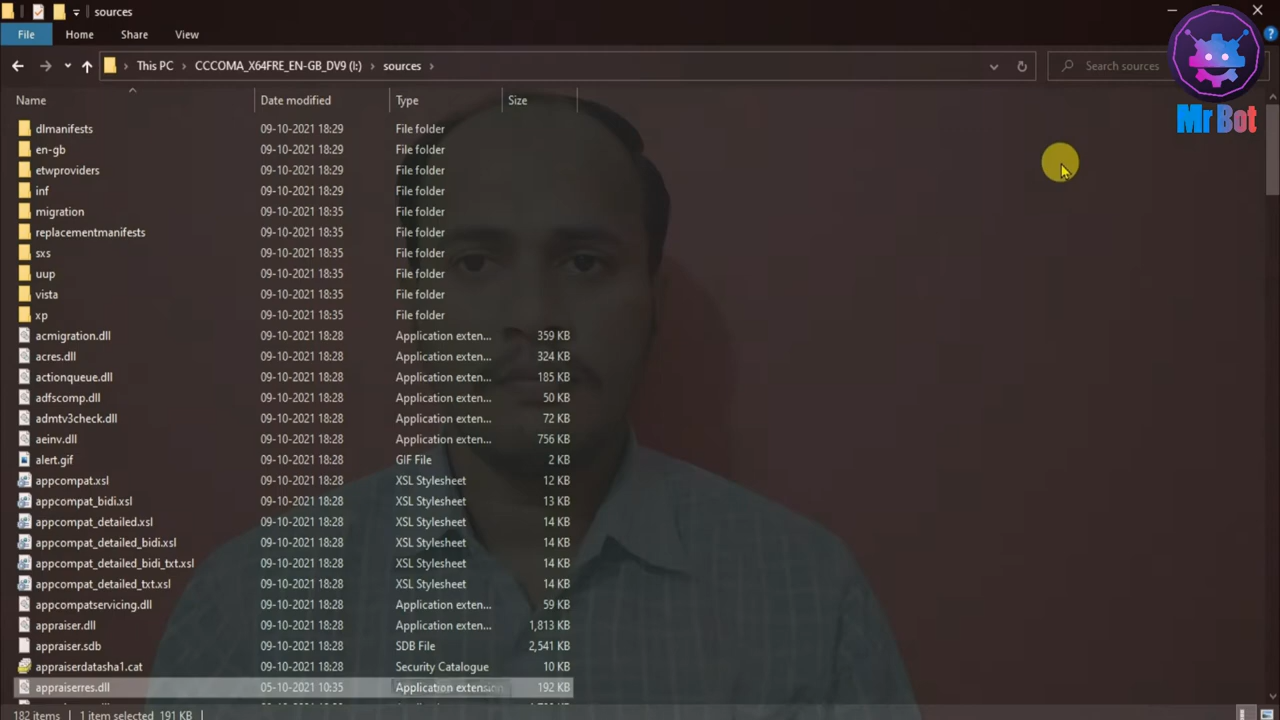 sources
File Home Share View
This PC CCCOMA_X64FRE_EN-GB_DV9 (I:) sources Search sources
Mr Bot
Name Date modified Type Size
dlmanifests 09-10-2021 18:29 File folder
en-gb 09-10-2021 18:29 File folder
etwproviders 09-10-2021 18:29 File folder
inf 09-10-2021 18:29 File folder
migration 09-10-2021 18:35 File folder
replacementmanifests 09-10-2021 18:35 File folder
sxs 09-10-2021 18:35 File folder
uup 09-10-2021 18:35 File folder
vista 09-10-2021 18:35 File folder
xp 09-10-2021 18:35 File folder
acmigration.dll 09-10-2021 18:28 Application exten... 359 KB
acres.dll 09-10-2021 18:28 Application exten... 324 KB
actionqueue.dll 09-10-2021 18:28 Application exten... 185 KB
adfscomp.dll 09-10-2021 18:28 Application exten... 50 KB
admtv3check.dll 09-10-2021 18:28 Application exten... 72 KB
aeinv.dll 09-10-2021 18:28 Application exten... 756 KB
alert.gif 09-10-2021 18:28 GIF File 2 KB
appcompat.xsl 09-10-2021 18:28 XSL Stylesheet 12 KB
appcompat_bidi.xsl 09-10-2021 18:28 XSL Stylesheet 13 KB
appcompat_detailed.xsl 09-10-2021 18:28 XSL Stylesheet 14 KB
appcompat_detailed_bidi.xsl 09-10-2021 18:28 XSL Stylesheet 14 KB
appcompat_detailed_bidi_txt.xsl 09-10-2021 18:28 XSL Stylesheet 14 KB
appcompat_detailed_txt.xsl 09-10-2021 18:28 XSL Stylesheet 14 KB
appcompatservicing.dll 09-10-2021 18:28 Application exten... 59 KB
appraiser.dll 09-10-2021 18:28 Application exten... 1,813 KB
appraiser.sdb 09-10-2021 18:28 SDB File 2,541 KB
appraiserdatasha1.cat 09-10-2021 18:28 Security Catalogue 10 KB
appraiserres.dll 05-10-2021 10:35 Application extension 192 KB
182 items 1 item selected 191 KB